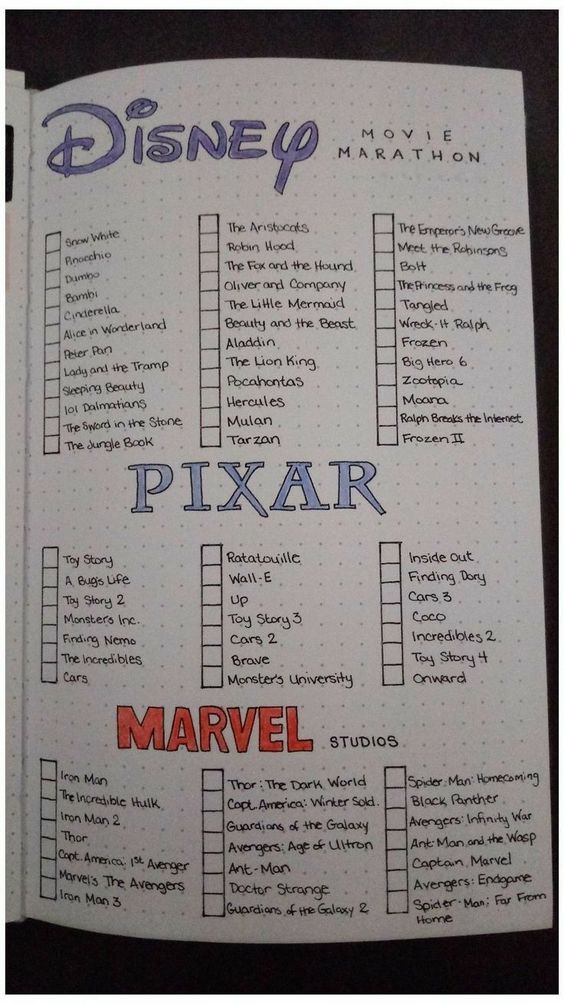 Disney
MOVIE
MARATHON
Snow White
Pinocchio
Dumbo
Bambi
Cinderella
Alice in Wonderland
Peter Pan
Lady and the Tramp
Sleeping Beauty
101 Dalmatians
The Sword in the Stone
The Jungle Book
The Aristocats
Robin Hood
The Fox and the Hound
Oliver and Company
The Little Mermaid
Beauty and the Beast
Aladdin
The Lion King
Pocahontas
Hercules
Mulan
Tarzan
The Emperor's New Groove
Meet the Robinsons
Bolt
The Princess and the Frog
Tangled
Wreck-It Ralph
Frozen
Big Hero 6
Zootopia
Moana
Ralph Breaks the Internet
Frozen II
PIXAR
Toy Story
A Bug's Life
Toy Story 2
Monsters Inc.
Finding Nemo
The Incredibles
Cars
Ratatouille
Wall-E
Up
Toy Story 3
Cars 2
Brave
Monster's University
Inside Out
Finding Dory
Cars 3
Coco
Incredibles 2
Toy Story 4
Onward
MARVEL STUDIOS
Iron Man
The Incredible Hulk
Iron Man 2
Thor
Capt. America: 1st Avenger
Marvel's The Avengers
Iron Man 3
Thor: The Dark World
Capt. America: Winter Sold.
Guardians of the Galaxy
Avengers: Age of Ultron
Ant-Man
Doctor Strange
Guardians of the Galaxy 2
Spider-Man: Homecoming
Black Panther
Avengers: Infinity War
Ant-Man and the Wasp
Captain Marvel
Avengers: Endgame
Spider-Man: Far From
Home